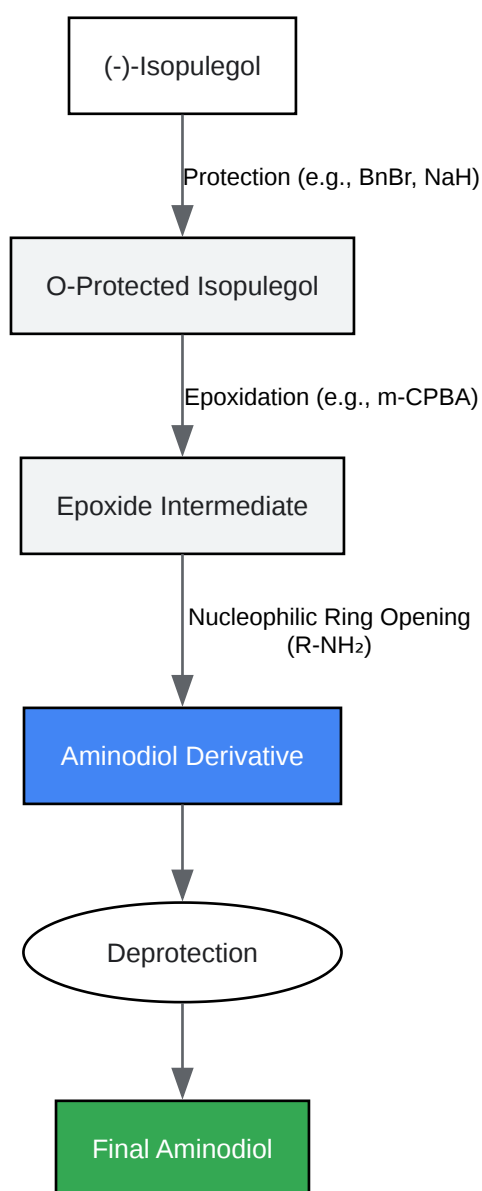 (-)-Isopulegol
Protection (e.g., BnBr, NaH)
O-Protected Isopulegol
Epoxidation (e.g., m-CPBA)
Epoxide Intermediate
Nucleophilic Ring Opening
(R-NH₂)
Aminodiol Derivative
Deprotection
Final Aminodiol